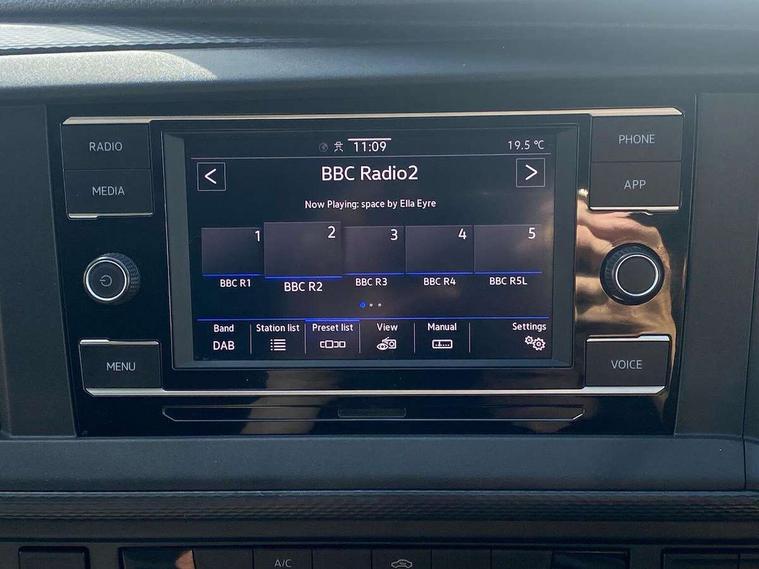 RADIO
MEDIA
MENU
11:09
19.5 °C
< BBC Radio2 >
Now Playing: space by Ella Eyre
1 2 3 4 5
BBC R1 BBC R2 BBC R3 BBC R4 BBC R5L
Band Station list Preset list View Manual Settings
DAB
PHONE
APP
VOICE
A/C